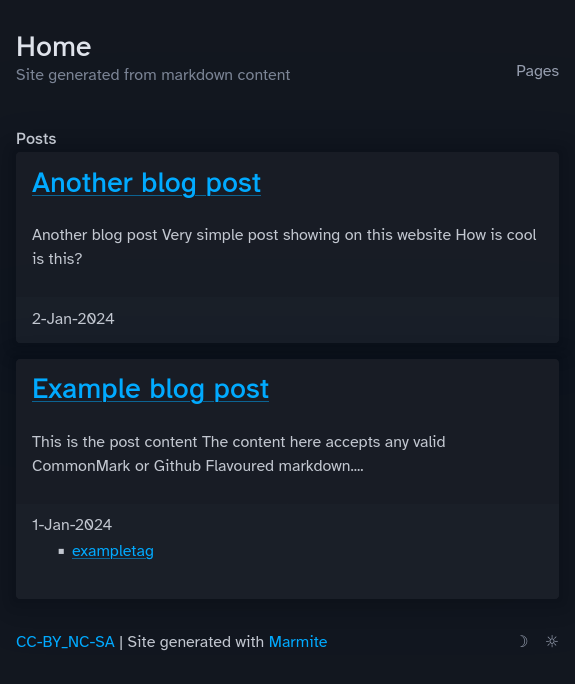 Home
Site generated from markdown content
Pages
Posts
Another blog post
Another blog post Very simple post showing on this website How is cool
is this?
2-Jan-2024
Example blog post
This is the post content The content here accepts any valid
CommonMark or Github Flavoured markdown....
1-Jan-2024
▪ exampletag
CC-BY_NC-SA | Site generated with Marmite